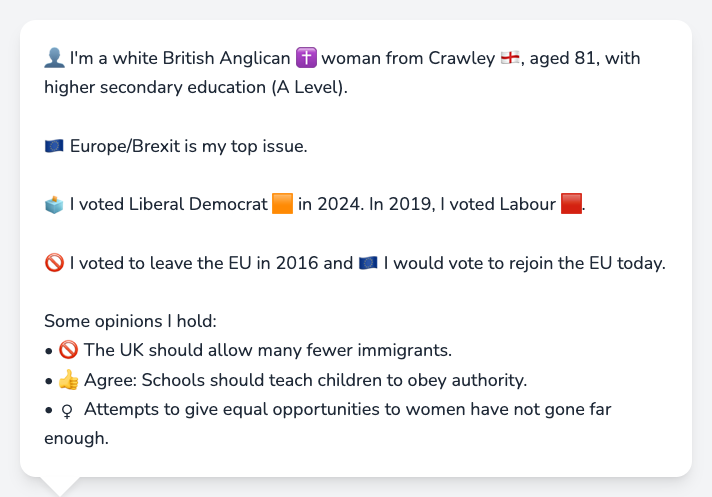 👤 I'm a white British Anglican ✝️ woman from Crawley 🏴󠁧󠁢󠁥󠁮󠁧󠁿, aged 81, with
higher secondary education (A Level).
🇪🇺 Europe/Brexit is my top issue.
🗳️ I voted Liberal Democrat 🟧 in 2024. In 2019, I voted Labour 🟥.
🚫 I voted to leave the EU in 2016 and 🇪🇺 I would vote to rejoin the EU today.
Some opinions I hold:
• 🚫 The UK should allow many fewer immigrants.
• 👍 Agree: Schools should teach children to obey authority.
• ♀ Attempts to give equal opportunities to women have not gone far
enough.